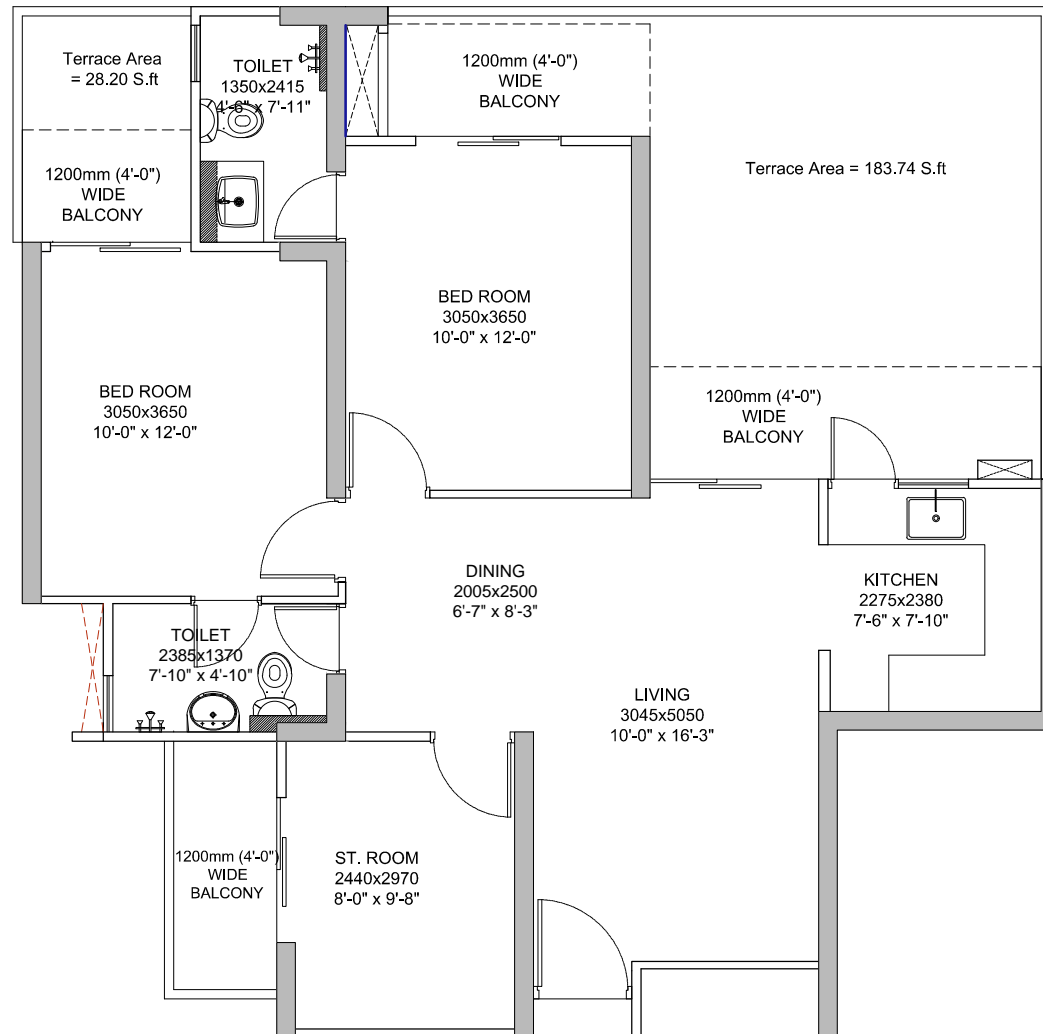 Terrace Area
= 28.20 S.ft
TOILET
1350x2415
4'-6" x 7'-11"
1200mm (4'-0")
WIDE
BALCONY
1200mm (4'-0")
WIDE
BALCONY
Terrace Area = 183.74 S.ft
BED ROOM
3050x3650
10'-0" x 12'-0"
BED ROOM
3050x3650
10'-0" x 12'-0"
1200mm (4'-0")
WIDE
BALCONY
DINING
2005x2500
6'-7" x 8'-3"
KITCHEN
2275x2380
7'-6" x 7'-10"
TOILET
2385x1370
7'-10" x 4'-10"
LIVING
3045x5050
10'-0" x 16'-3"
1200mm (4'-0")
WIDE
BALCONY
ST. ROOM
2440x2970
8'-0" x 9'-8"